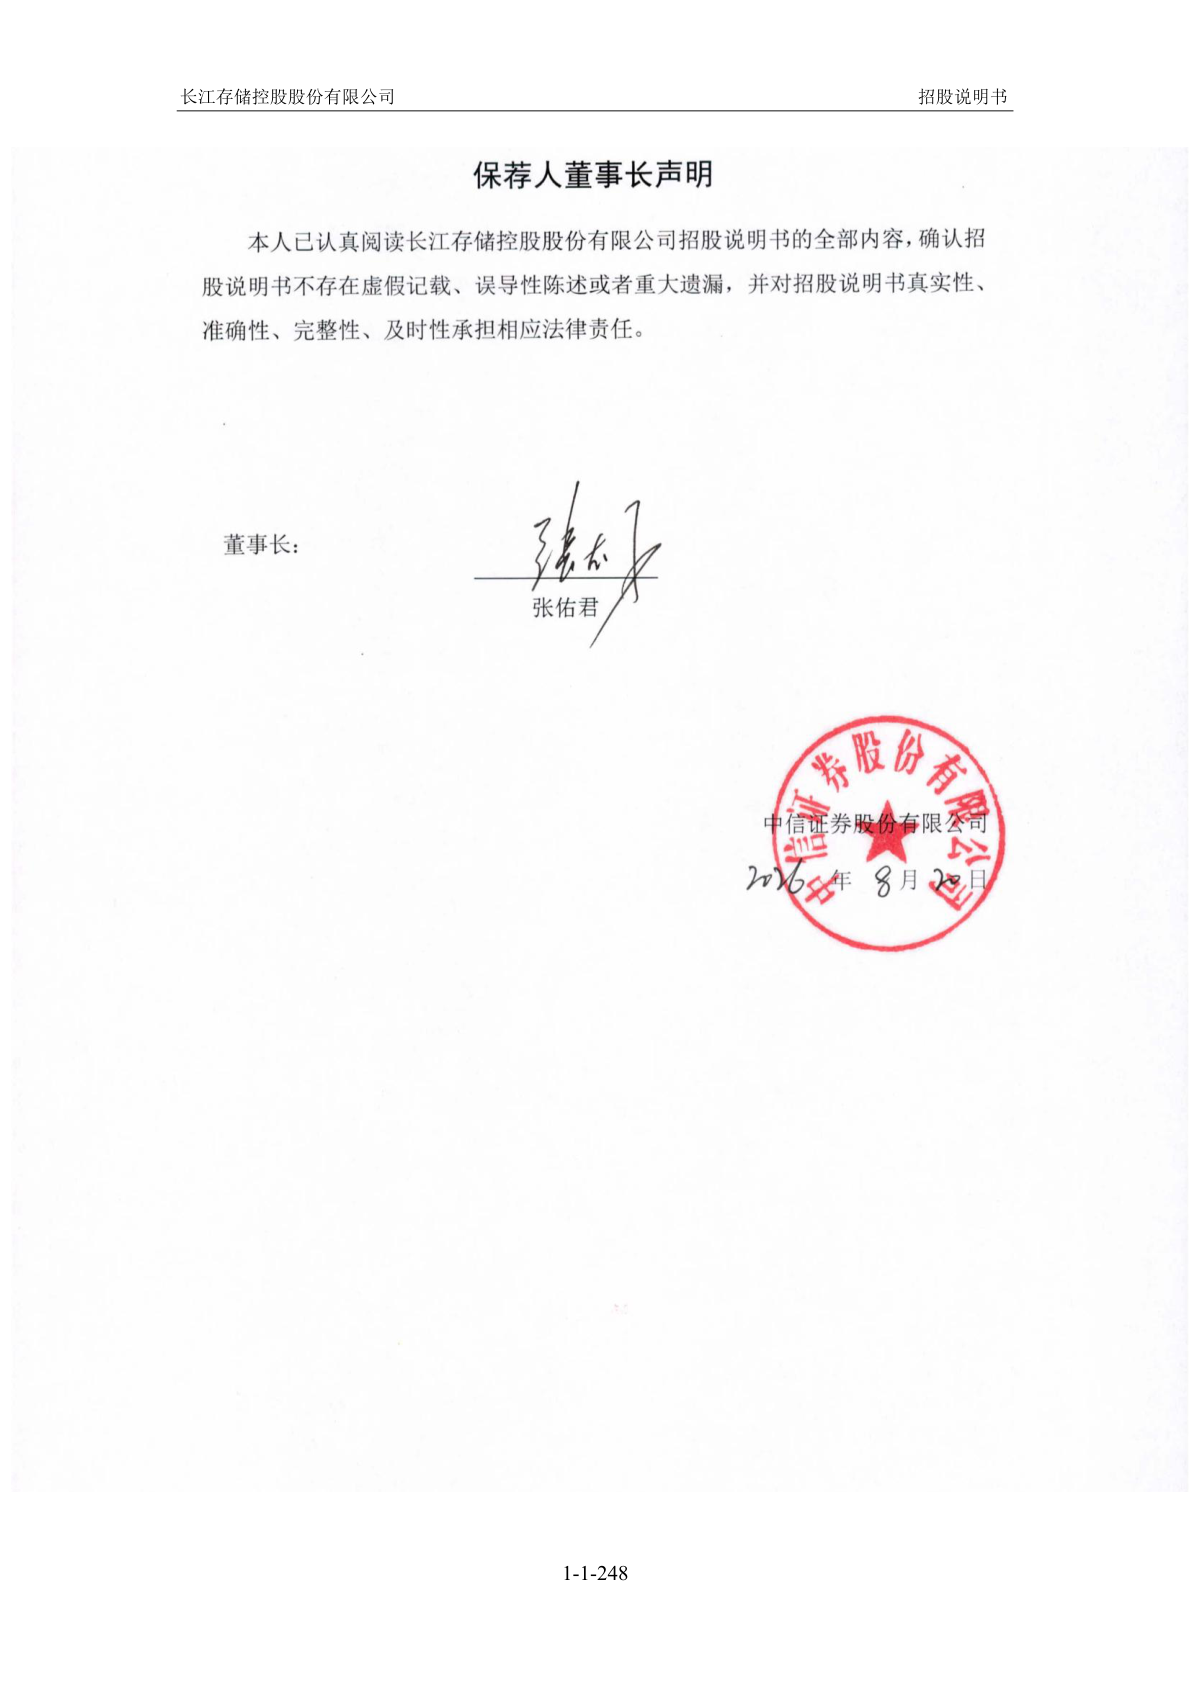 长江存储控股股份有限公司 招股说明书
保荐人董事长声明
本人已认真阅读长江存储控股股份有限公司招股说明书的全部内容，确认招
股说明书不存在虚假记载、误导性陈述或者重大遗漏，并对招股说明书真实性、
准确性、完整性、及时性承担相应法律责任。
董事长：
张佑君
张佑君
中信证券股份有限公司
中信证券股份有限公司
2026 年 8 月 20 日
1-1-248